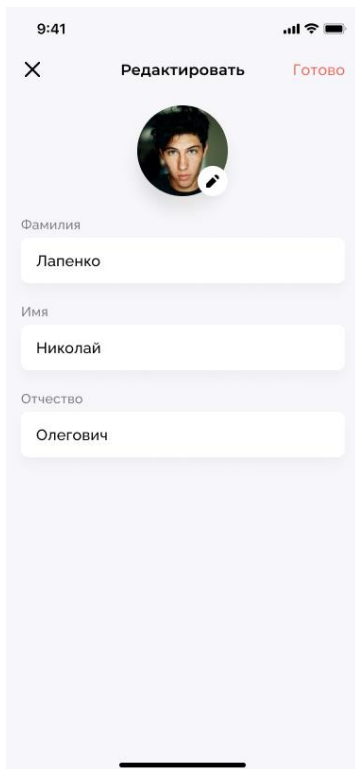 9:41
Редактировать Готово
Фамилия
Лапенко
Имя
Николай
Отчество
Олегович